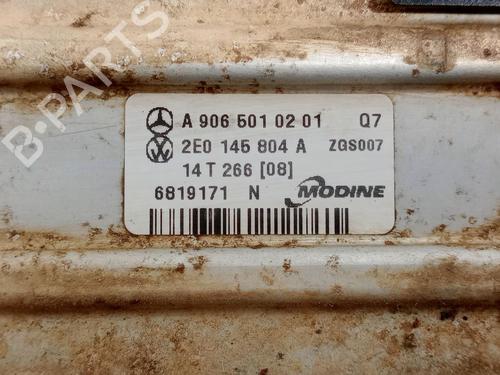 B-PARTS
A 906 501 02 01 Q7
2E0 145 804 A ZGS007
14 T 266 [08]
6819171 N MODINE